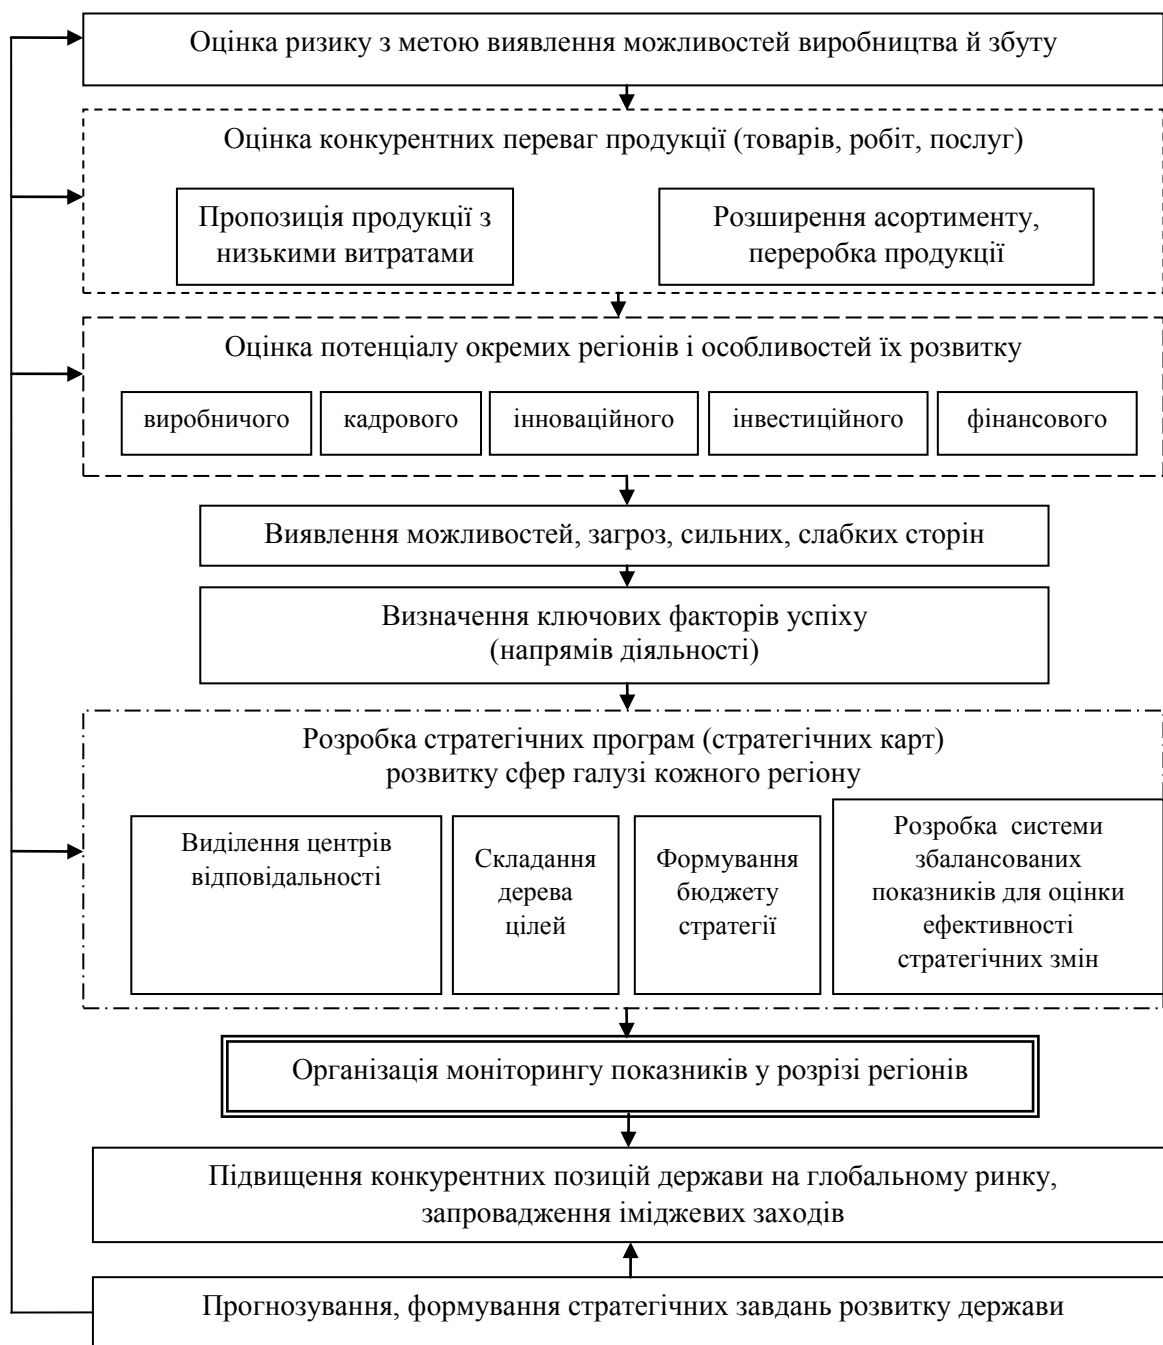 Оцінка ризику з метою виявлення можливостей виробництва й збуту
Оцінка конкурентних переваг продукції (товарів, робіт, послуг)
Пропозиція продукції з
низькими витратами
Розширення асортименту,
переробка продукції
Оцінка потенціалу окремих регіонів і особливостей їх розвитку
виробничого
кадрового
інноваційного
інвестиційного
фінансового
Виявлення можливостей, загроз, сильних, слабких сторін
Визначення ключових факторів успіху
(напрямів діяльності)
Розробка стратегічних програм (стратегічних карт)
розвитку сфер галузі кожного регіону
Виділення центрів
відповідальності
Складання
дерева
цілей
Формування
бюджету
стратегії
Розробка системи
збалансованих
показників для оцінки
ефективності
стратегічних змін
Організація моніторингу показників у розрізі регіонів
Підвищення конкурентних позицій держави на глобальному ринку,
запровадження іміджевих заходів
Прогнозування, формування стратегічних завдань розвитку держави